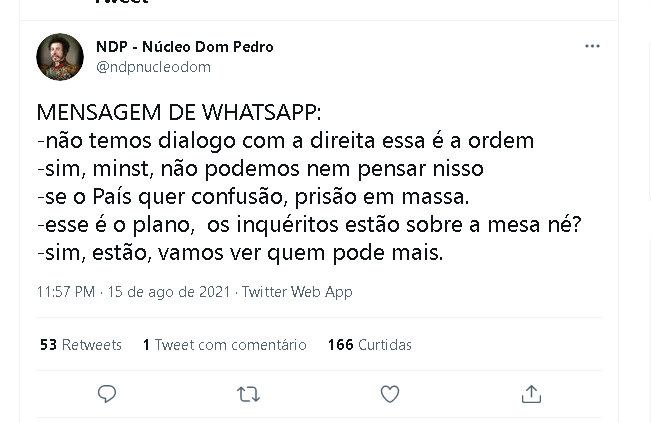 NDP - Núcleo Dom Pedro
@ndpnucleodom
MENSAGEM DE WHATSAPP:
-não temos dialogo com a direita essa é a ordem
-sim, minst, não podemos nem pensar nisso
-se o País quer confusão, prisão em massa.
-esse é o plano,  os inquéritos estão sobre a mesa né?
-sim, estão, vamos ver quem pode mais.
11:57 PM · 15 de ago de 2021 · Twitter Web App
53 Retweets 1 Tweet com comentário 166 Curtidas